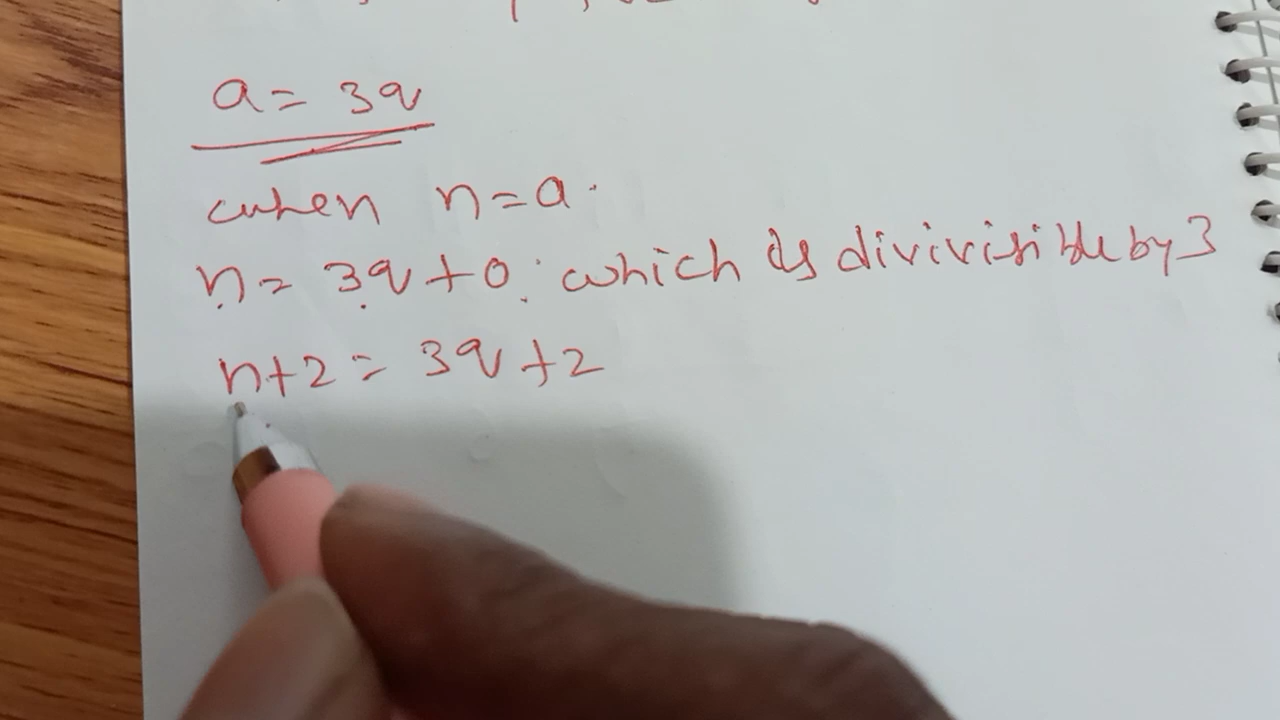 a = 3q
when n = a.
n = 3q + 0. which is divivisible by 3
n+2 = 3q + 2